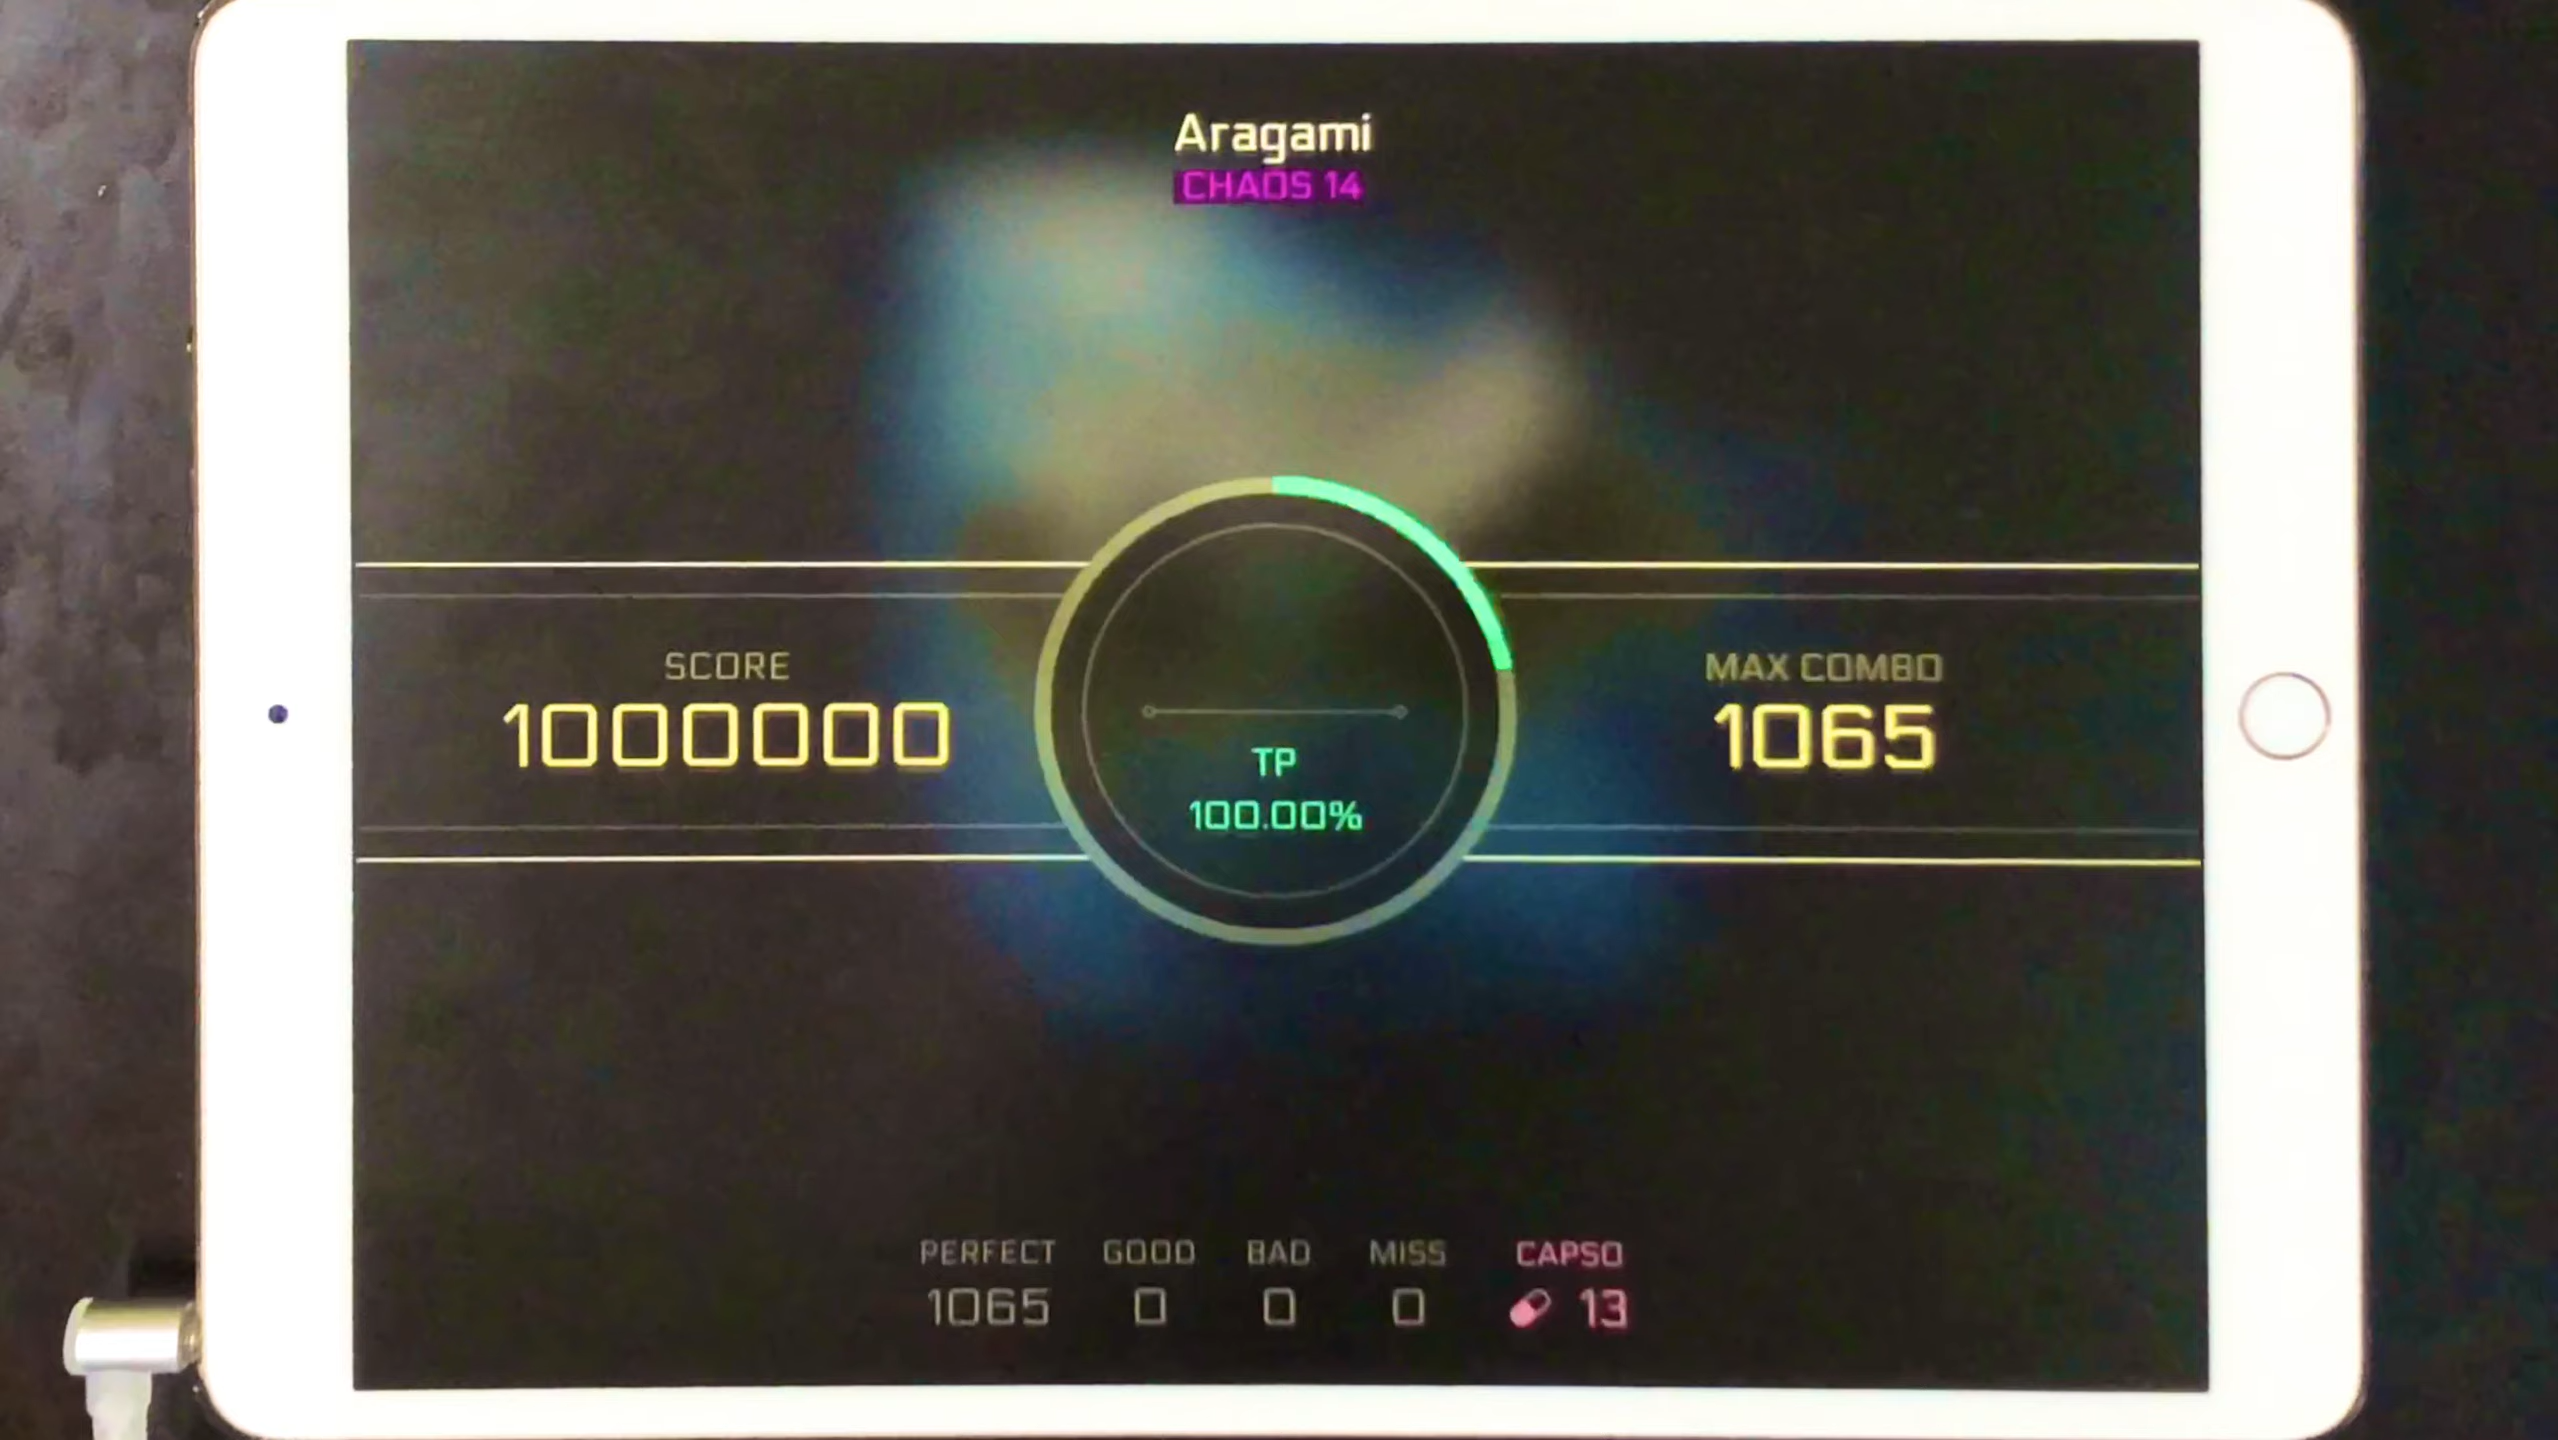 Aragami
CHAOS 14
SCORE
1000000
MAX COMBO
1065
TP
100.00%
PERFECT GOOD BAD MISS CAPSO
1065 0 0 0 13